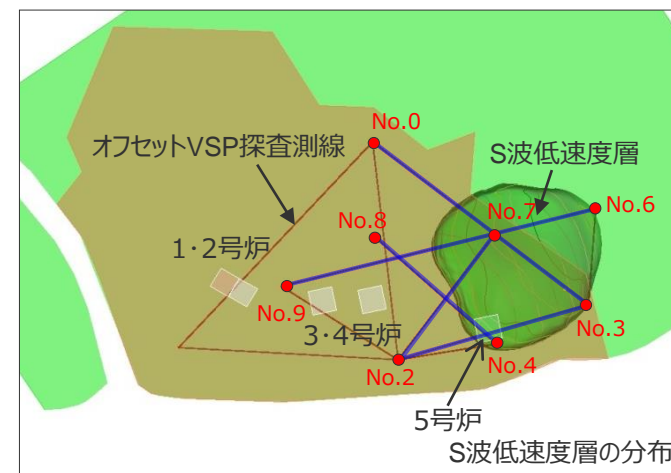 No.0
オフセットVSP探査測線
S波低速度層
No.6
No.8
No.7
1・2号炉
No.9
No.3
3・4号炉
No.2
No.4
5号炉
S波低速度層の分布